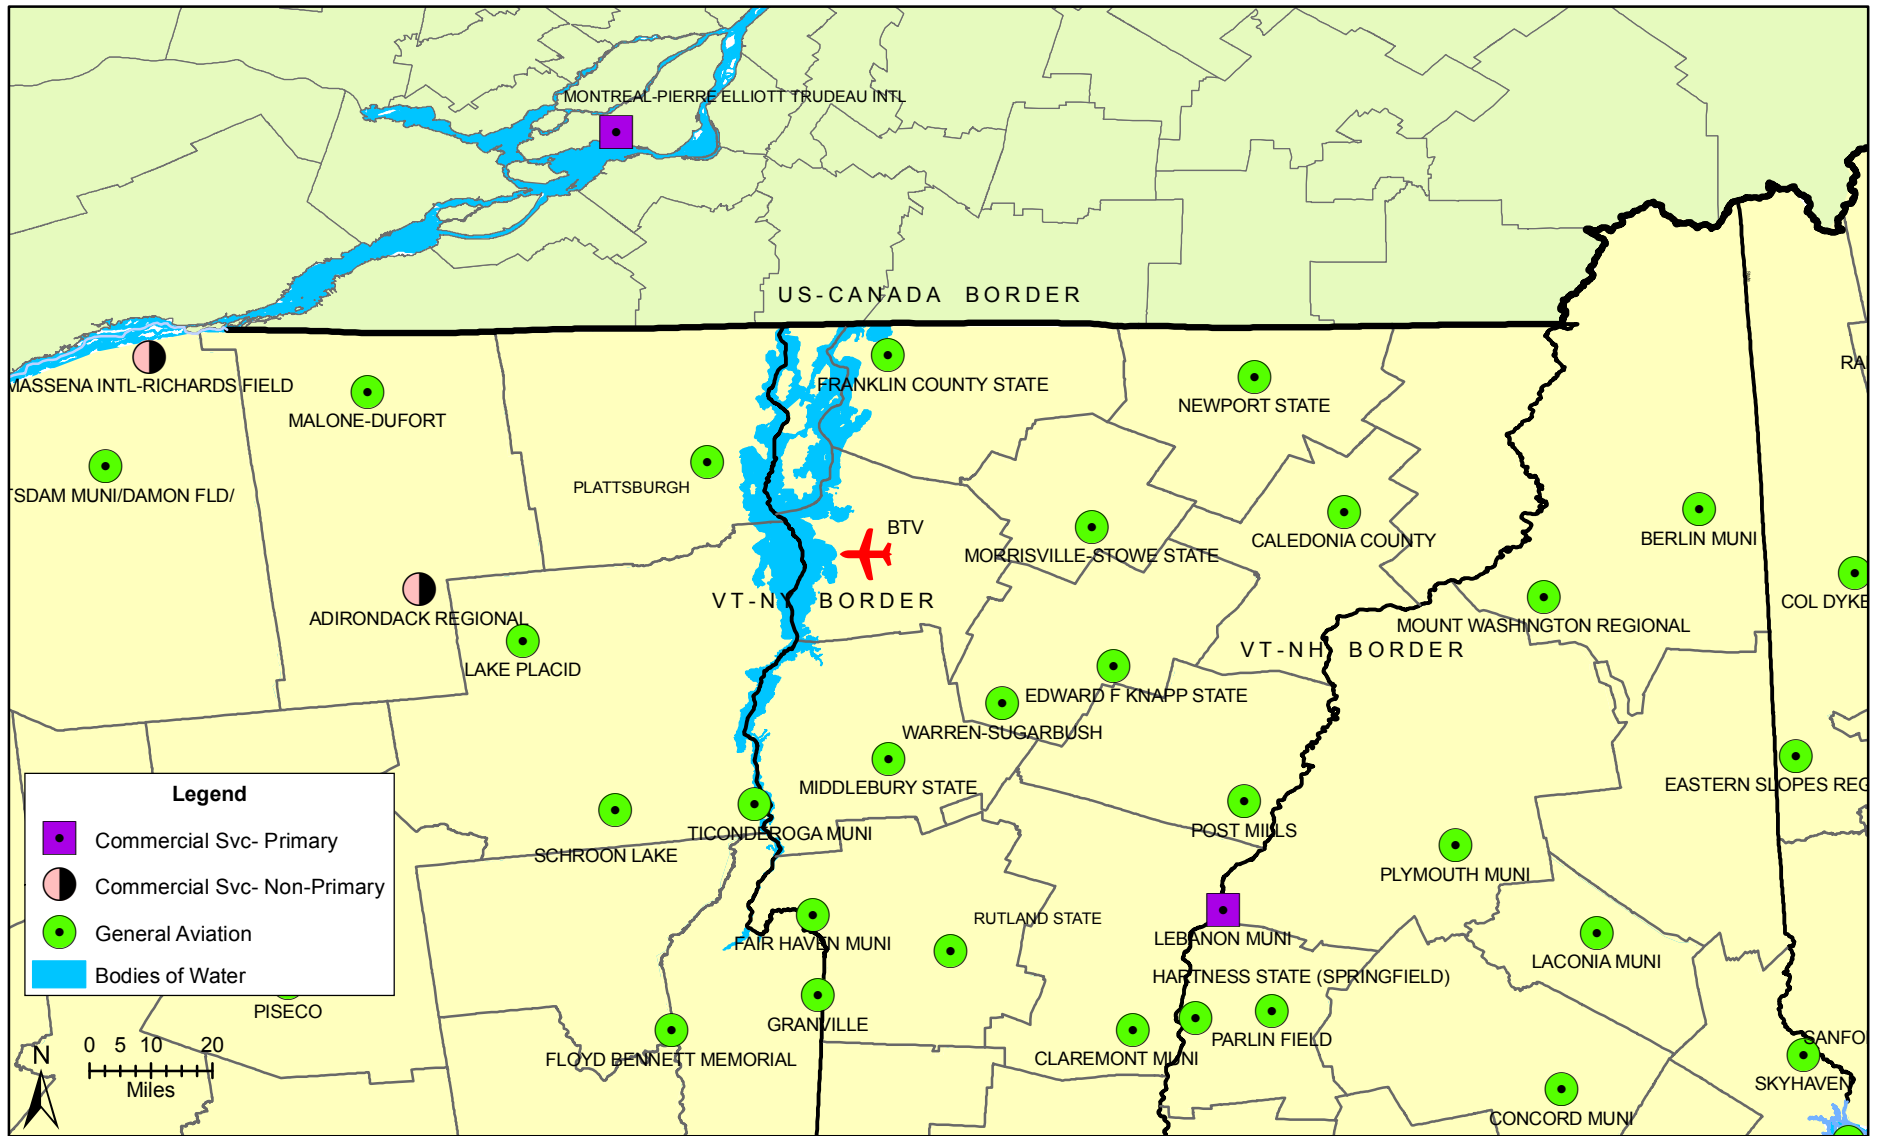 MONTREAL-PIERRE ELLIOTT TRUDEAU INTL
US-CANADA BORDER
MASSENA INTL-RICHARDS FIELD
FRANKLIN COUNTY STATE
RA
MALONE-DUFORT
NEWPORT STATE
TSDAM MUNI/DAMON FLD/
PLATTSBURGH
BTV
MORRISVILLE-STOWE STATE
CALEDONIA COUNTY
BERLIN MUNI
VT-NY BORDER
COL DYKE
ADIRONDACK REGIONAL
MOUNT WASHINGTON REGIONAL
LAKE PLACID
VT-NH BORDER
EDWARD F KNAPP STATE
WARREN-SUGARBUSH
MIDDLEBURY STATE
EASTERN SLOPES REG
Legend
Commercial Svc- Primary
Commercial Svc- Non-Primary
General Aviation
Bodies of Water
TICONDEROGA MUNI
POST MILLS
SCHROON LAKE
PLYMOUTH MUNI
RUTLAND STATE
FAIR HAVEN MUNI
LEBANON MUNI
LACONIA MUNI
HARTNESS STATE (SPRINGFIELD)
PISECO
GRANVILLE
PARLIN FIELD
SANFO
FLOYD BENNETT MEMORIAL
CLAREMONT MUNI
SKYHAVEN
CONCORD MUNI
N
0 5 10 20
Miles